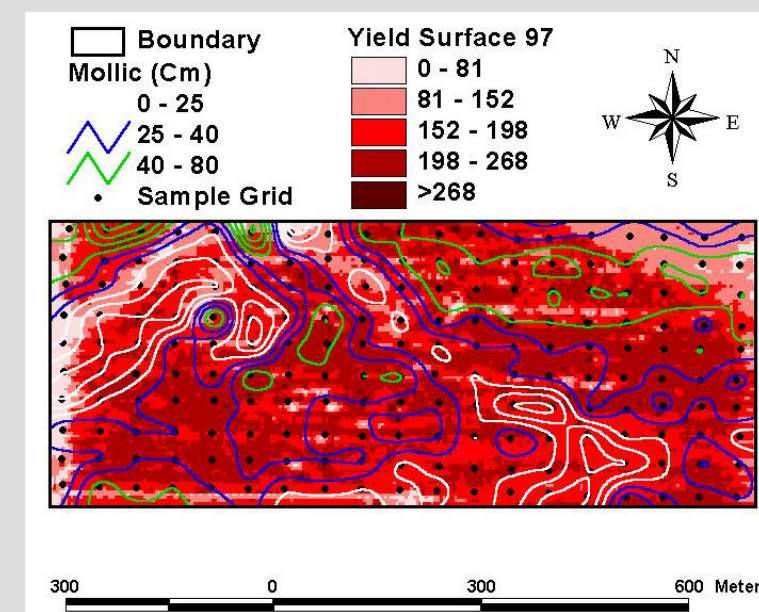 Boundary
Mollic (Cm)
0 - 25
25 - 40
40 - 80
Sample Grid
Yield Surface 97
0 - 81
81 - 152
152 - 198
198 - 268
>268
N
W E
S
300 0 300 600 Meter